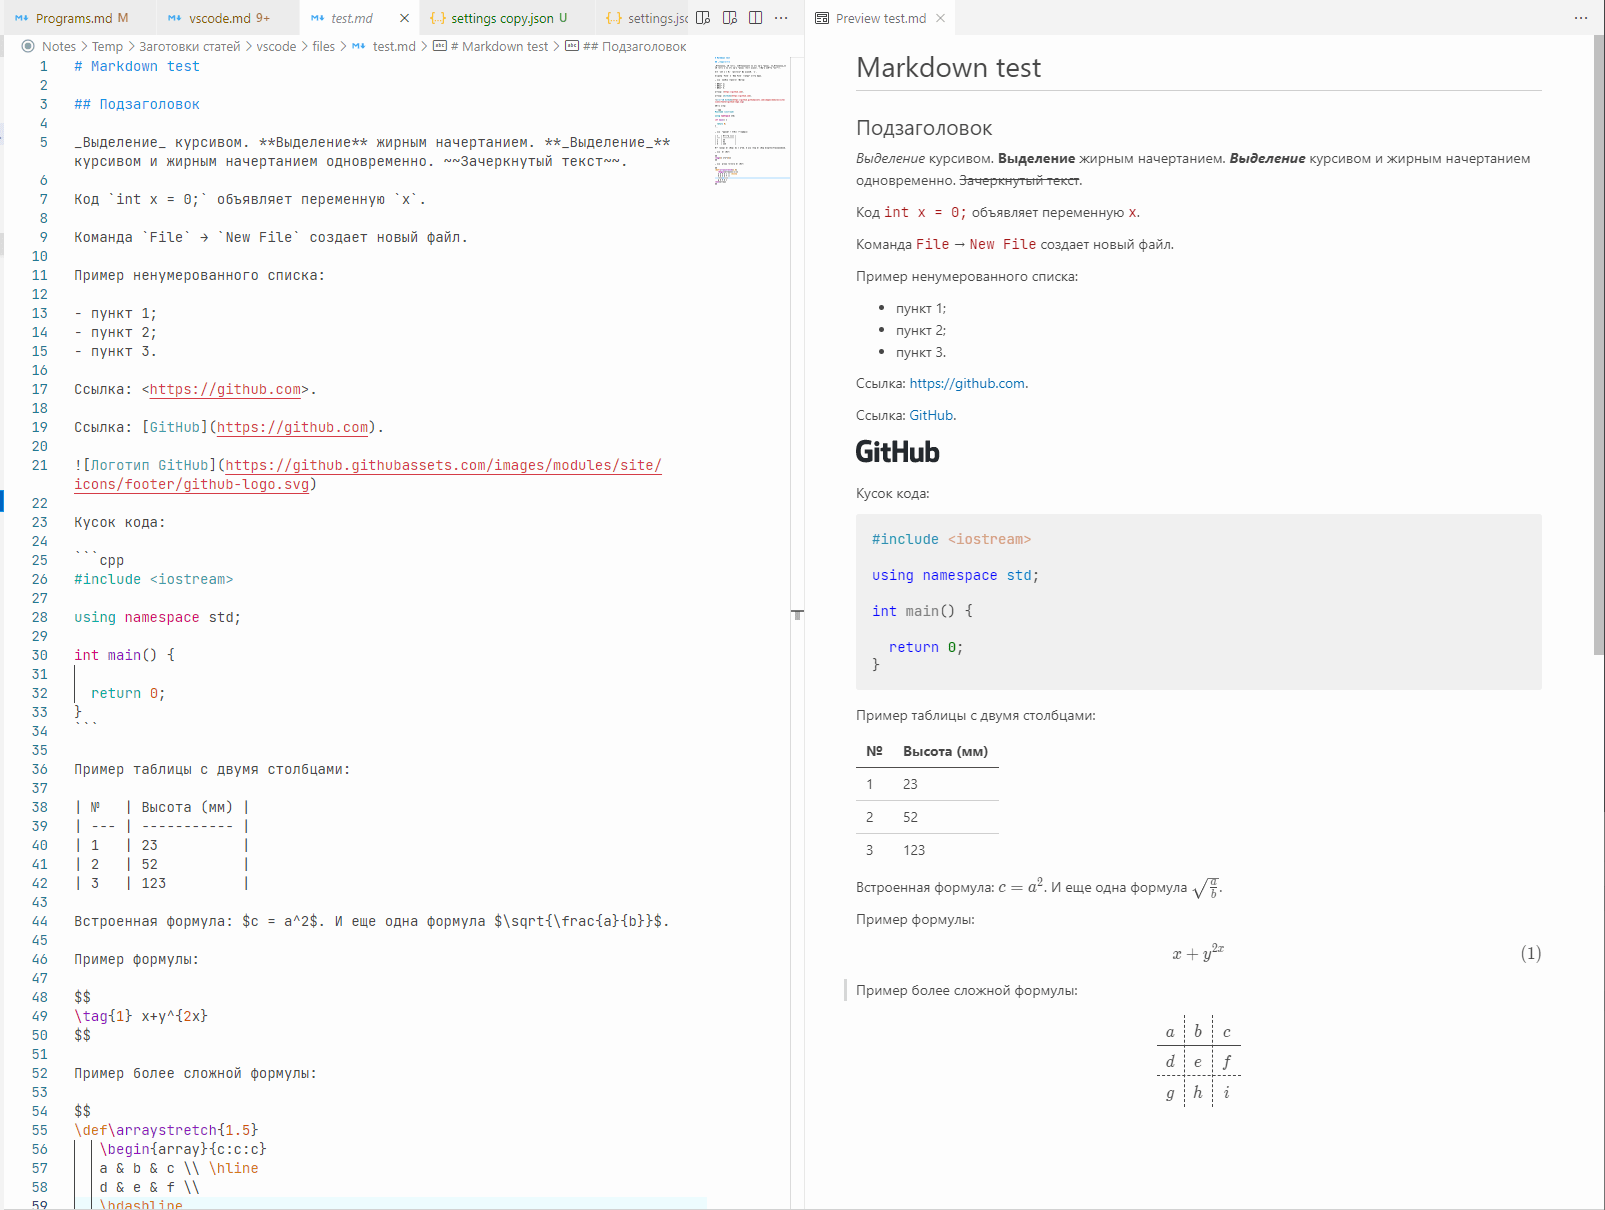 Programs.md M
vscode.md 9+
test.md
settings copy.json U
settings.jsc
Preview test.md
Notes > Temp > Заготовки статей > vscode > files > test.md > # Markdown test > ## Подзаголовок
1 # Markdown test
2
3 ## Подзаголовок
4
5 _Выделение_ курсивом. **Выделение** жирным начертанием. **_Выделение_**
курсивом и жирным начертанием одновременно. ~~Зачеркнутый текст~~.
6
7 Код `int x = 0;` объявляет переменную `x`.
8
9 Команда `File` → `New File` создает новый файл.
10
11 Пример ненумерованного списка:
12
13 - пункт 1;
14 - пункт 2;
15 - пункт 3.
16
17 Ссылка: <https://github.com>.
18
19 Ссылка: [GitHub](https://github.com).
20
21 ![Логотип GitHub](https://github.githubassets.com/images/modules/site/
icons/footer/github-logo.svg)
22
23 Кусок кода:
24
25 ```cpp
26 #include <iostream>
27
28 using namespace std;
29
30 int main() {
31
32 return 0;
33 }
34 ```
35
36 Пример таблицы с двумя столбцами:
37
38 | № | Высота (мм) |
39 | --- | ----------- |
40 | 1 | 23 |
41 | 2 | 52 |
42 | 3 | 123 |
43
44 Встроенная формула: $c = a^2$. И еще одна формула $\sqrt{\frac{a}{b}}$.
45
46 Пример формулы:
47
48 $$
49 \tag{1} x+y^{2x}
50 $$
51
52 Пример более сложной формулы:
53
54 $$
55 \def\arraystretch{1.5}
56 \begin{array}{c:c:c}
57 a & b & c \\ \hline
58 d & e & f \\
59 \hdashline
Markdown test
Подзаголовок
Выделение курсивом. Выделение жирным начертанием. Выделение курсивом и жирным начертанием
одновременно. Зачеркнутый текст.
Код int x = 0; объявляет переменную x.
Команда File → New File создает новый файл.
Пример ненумерованного списка:
• пункт 1;
• пункт 2;
• пункт 3.
Ссылка: https://github.com.
Ссылка: GitHub.
GitHub
Кусок кода:
#include <iostream>
using namespace std;
int main() {
return 0;
}
Пример таблицы с двумя столбцами:
№ Высота (мм)
1 23
2 52
3 123
Встроенная формула: c = a². И еще одна формула √(a/b).
Пример формулы:
x + y²ˣ (1)
Пример более сложной формулы:
a b c
d e f
g h i